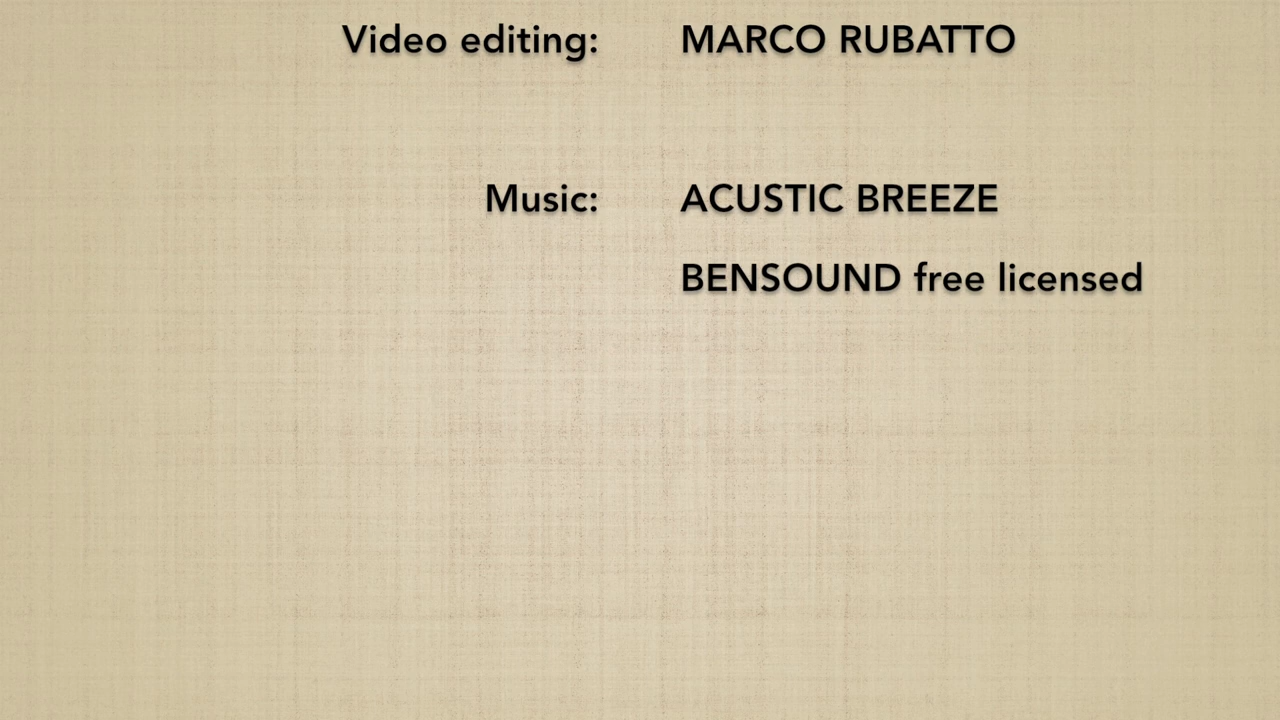 Video editing: MARCO RUBATTO
Music: ACUSTIC BREEZE
BENSOUND free licensed